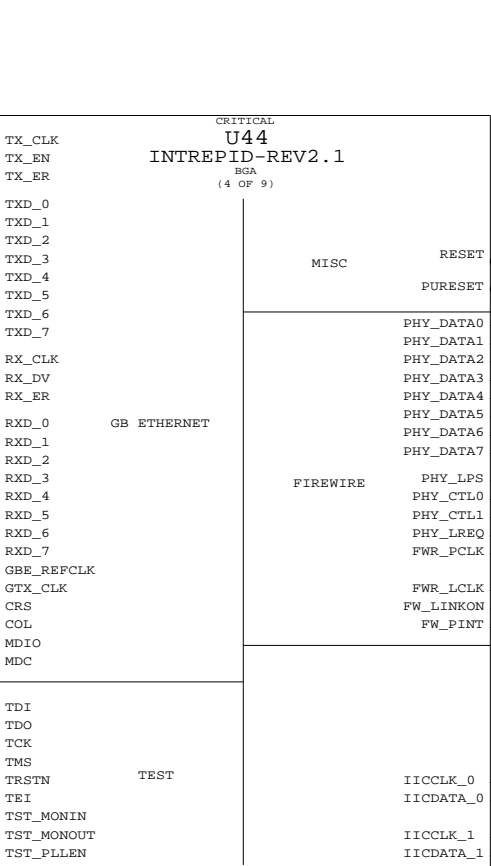 CRITICAL
U44
INTREPID-REV2.1
BGA
(4 OF 9)
TX_CLK
TX_EN
TX_ER
TXD_0
TXD_1
TXD_2
TXD_3
TXD_4
TXD_5
TXD_6
TXD_7
RX_CLK
RX_DV
RX_ER
RXD_0
RXD_1
RXD_2
RXD_3
RXD_4
RXD_5
RXD_6
RXD_7
GBE_REFCLK
GTX_CLK
CRS
COL
MDIO
MDC
GB ETHERNET
TDI
TDO
TCK
TMS
TRSTN
TEI
TST_MONIN
TST_MONOUT
TST_PLLEN
TEST
MISC
RESET
PURESET
PHY_DATA0
PHY_DATA1
PHY_DATA2
PHY_DATA3
PHY_DATA4
PHY_DATA5
PHY_DATA6
PHY_DATA7
FIREWIRE
PHY_LPS
PHY_CTL0
PHY_CTL1
PHY_LREQ
FWR_PCLK
FWR_LCLK
FW_LINKON
FW_PINT
IICCLK_0
IICDATA_0
IICCLK_1
IICDATA_1